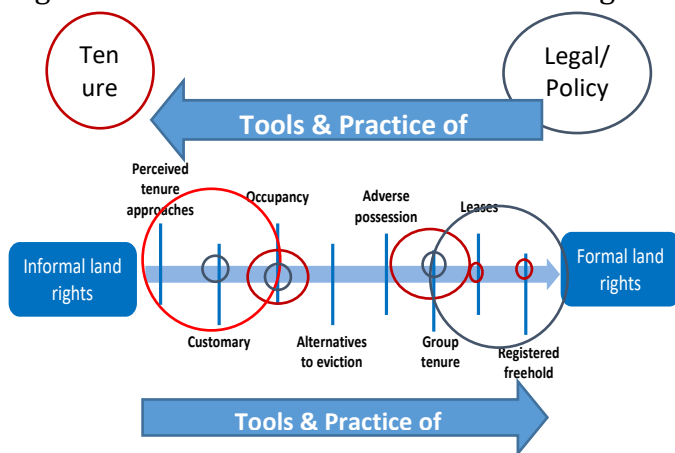 Ten
ure
Legal/
Policy
Tools & Practice of
Perceived
tenure
approaches
Occupancy
Adverse
possession
Leases
Informal land
rights
Formal land
rights
Customary
Alternatives
to eviction
Group
tenure
Registered
freehold
Tools & Practice of